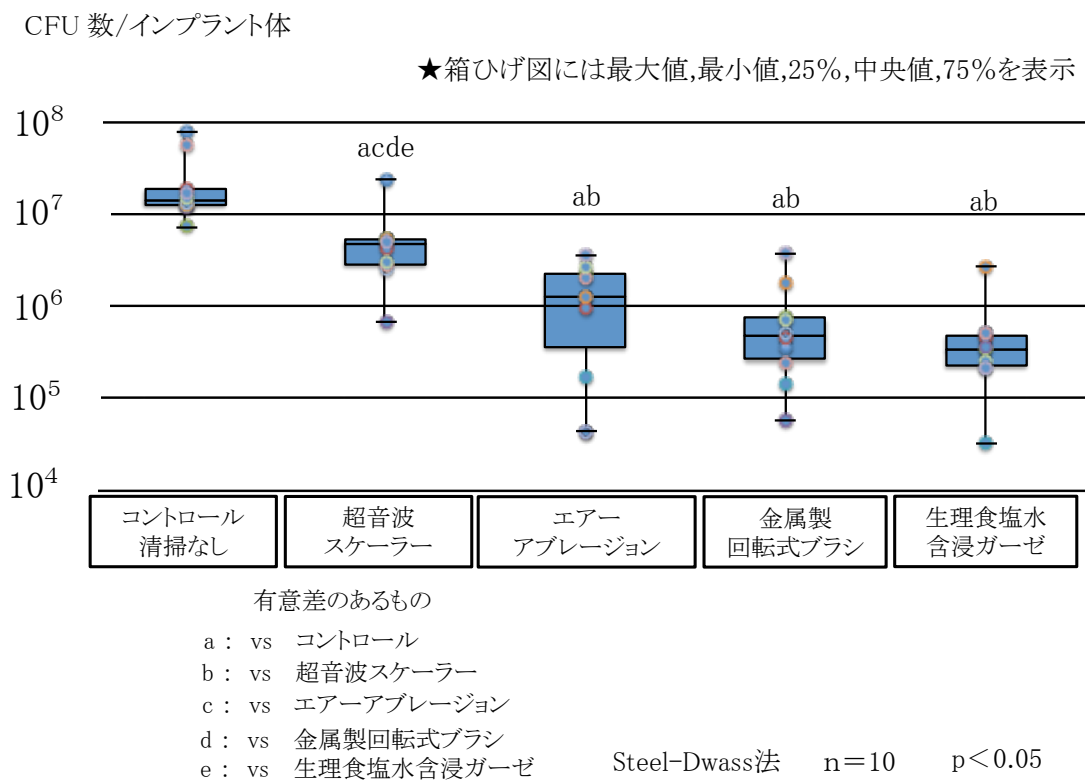 CFU 数/インプラント体
★箱ひげ図には最大値,最小値,25%,中央値,75%を表示
10⁸
10⁷
10⁶
10⁵
10⁴
acde
ab
ab
ab
コントロール
清掃なし
超音波
スケーラー
エアー
アブレージョン
金属製
回転式ブラシ
生理食塩水
含浸ガーゼ
有意差のあるもの
a : vs コントロール
b : vs 超音波スケーラー
c : vs エアーアブレージョン
d : vs 金属製回転式ブラシ
e : vs 生理食塩水含浸ガーゼ
Steel-Dwass法 n=10 p<0.05